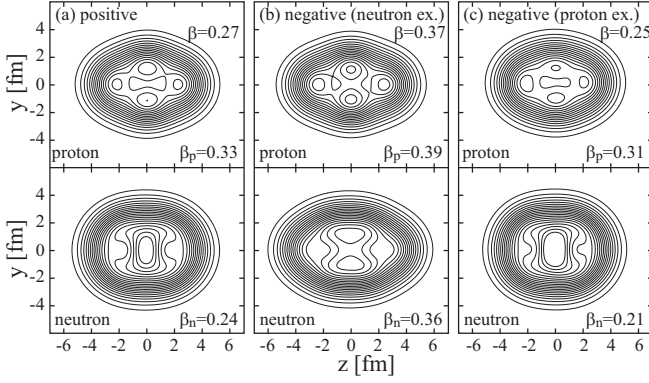 (a) positive
β=0.27
(b) negative (neutron ex.)
β=0.37
(c) negative (proton ex.)
β=0.25
y [fm]
4
2
0
-2
-4
proton
βp=0.33
proton
βp=0.39
proton
βp=0.31
y [fm]
4
2
0
-2
-4
neutron
βn=0.24
neutron
βn=0.36
neutron
βn=0.21
-6 -4 -2 0 2 4 6
-6 -4 -2 0 2 4 6
-6 -4 -2 0 2 4 6
z [fm]